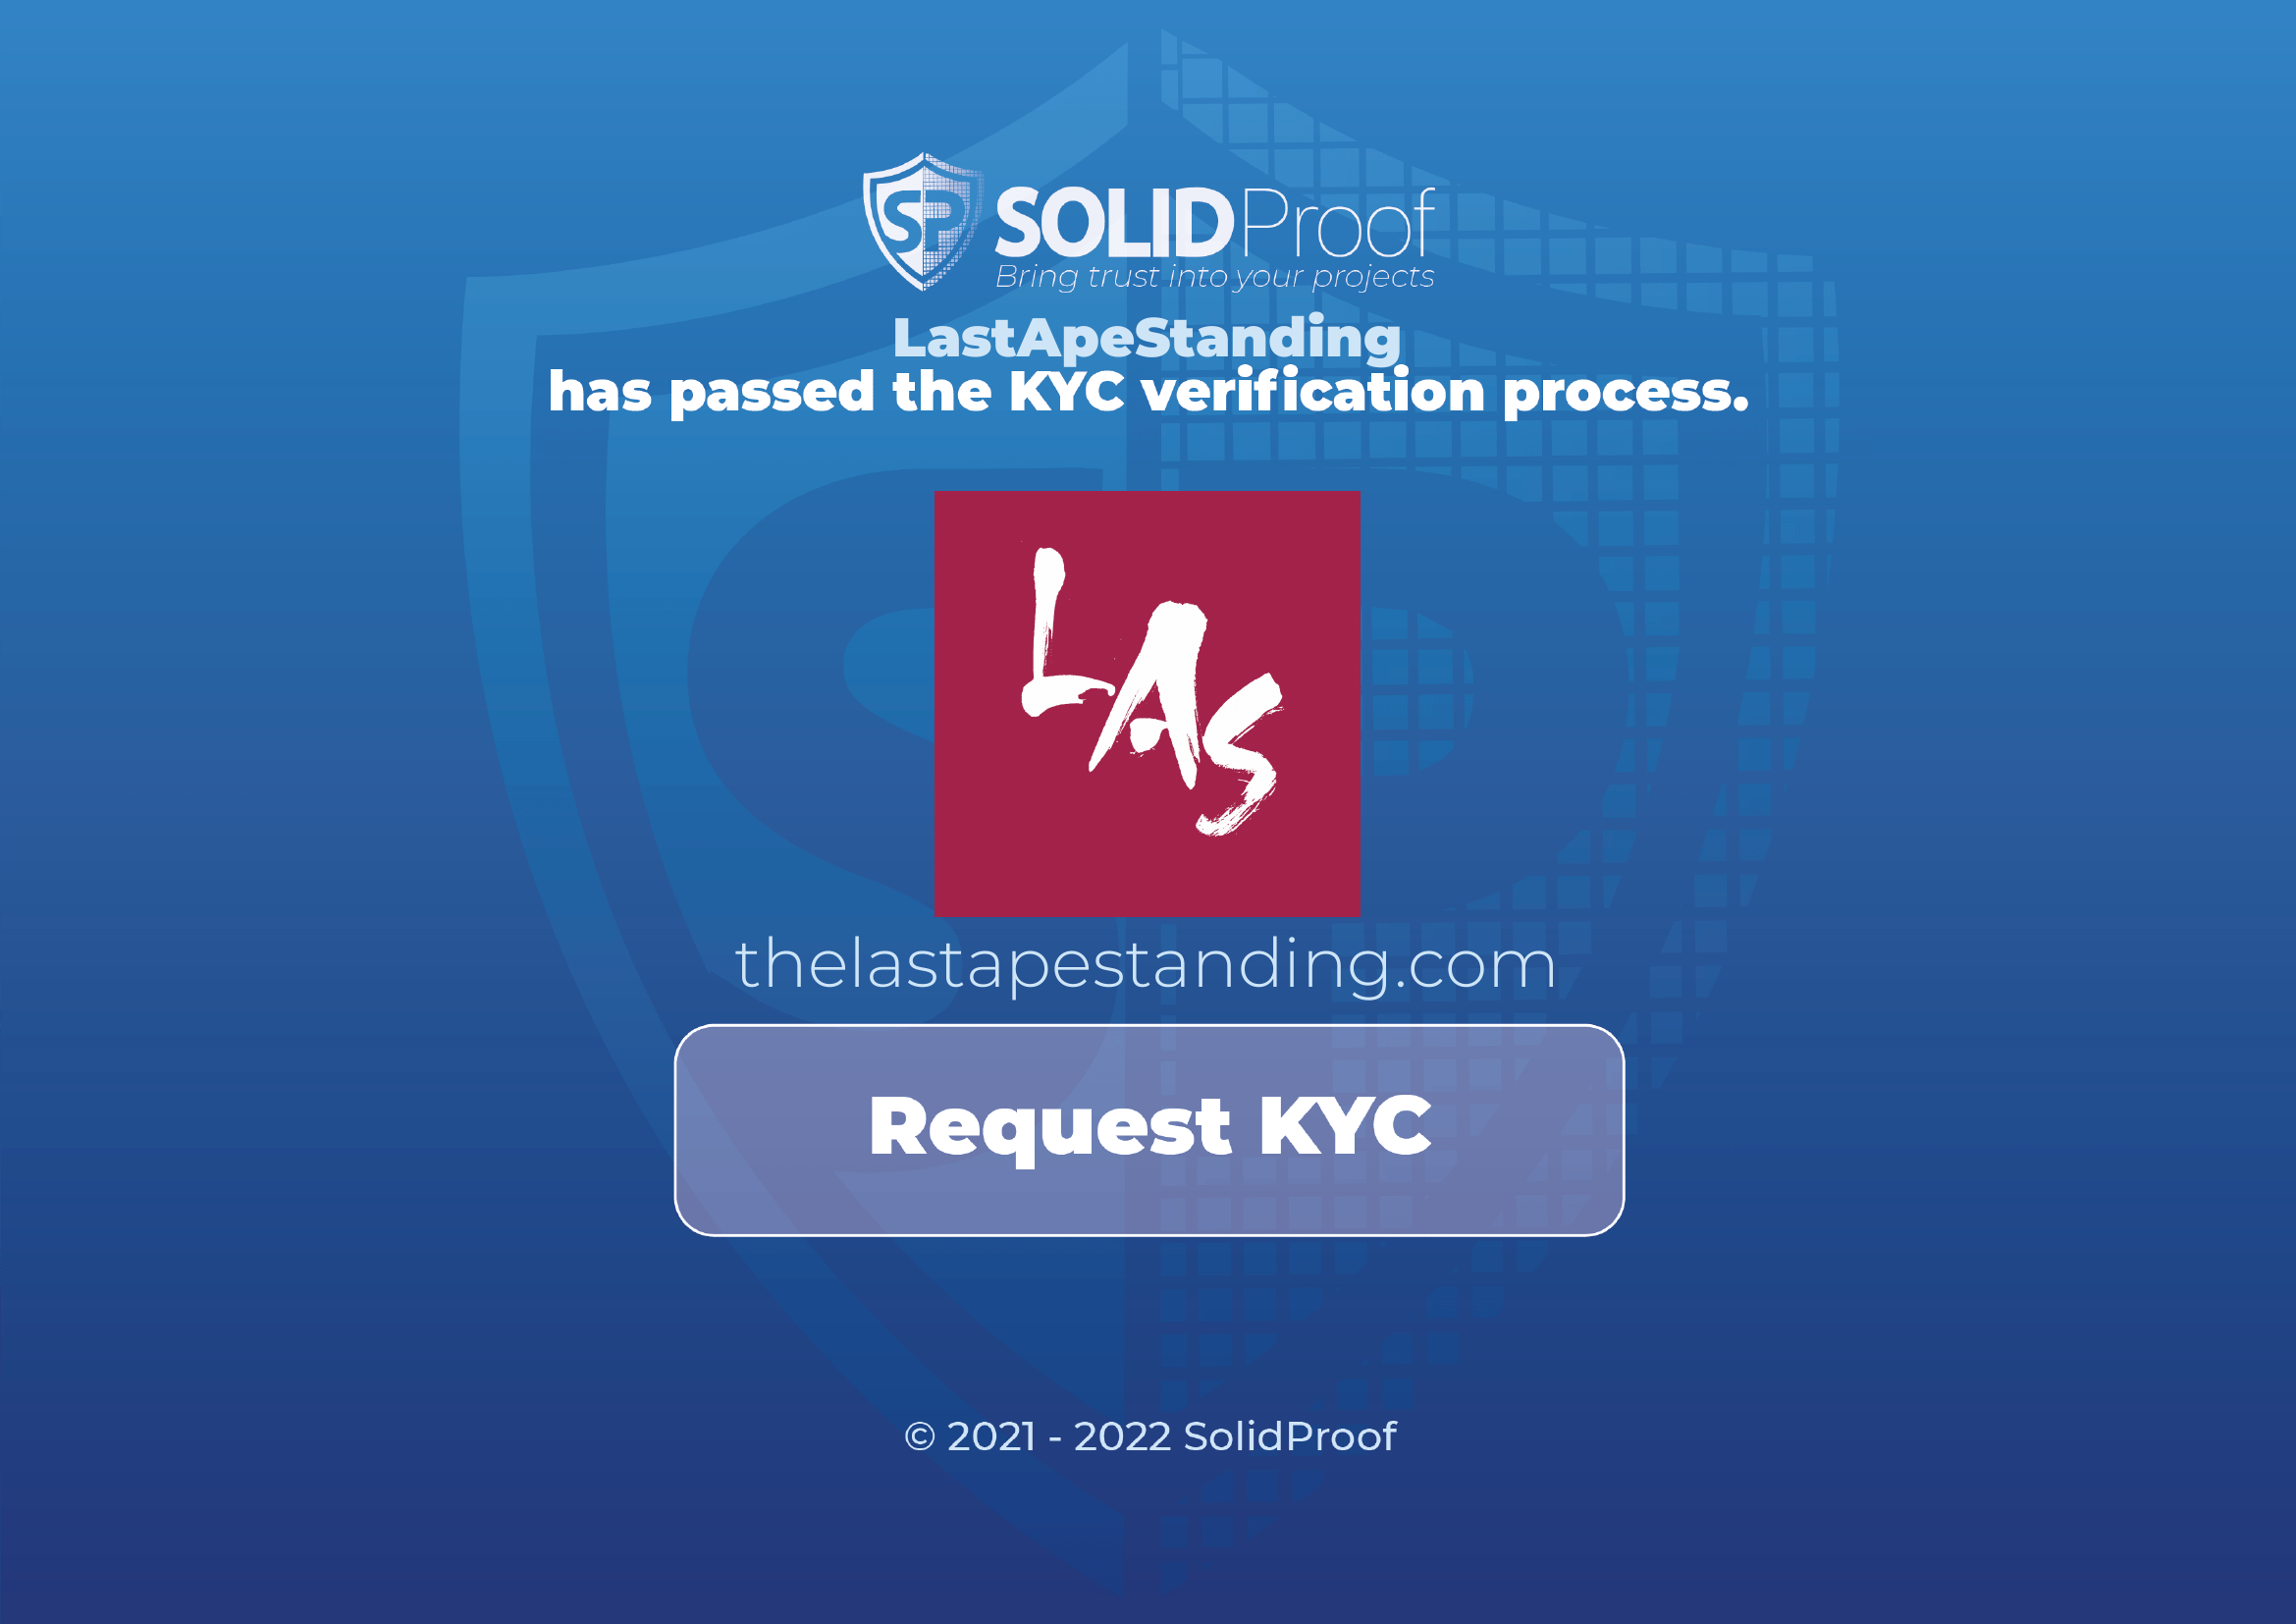 SP SOLIDProof
Bring trust into your projects
LastApeStanding
has passed the KYC verification process.
LAS
thelastapestanding.com
Request KYC
© 2021 - 2022 SolidProof